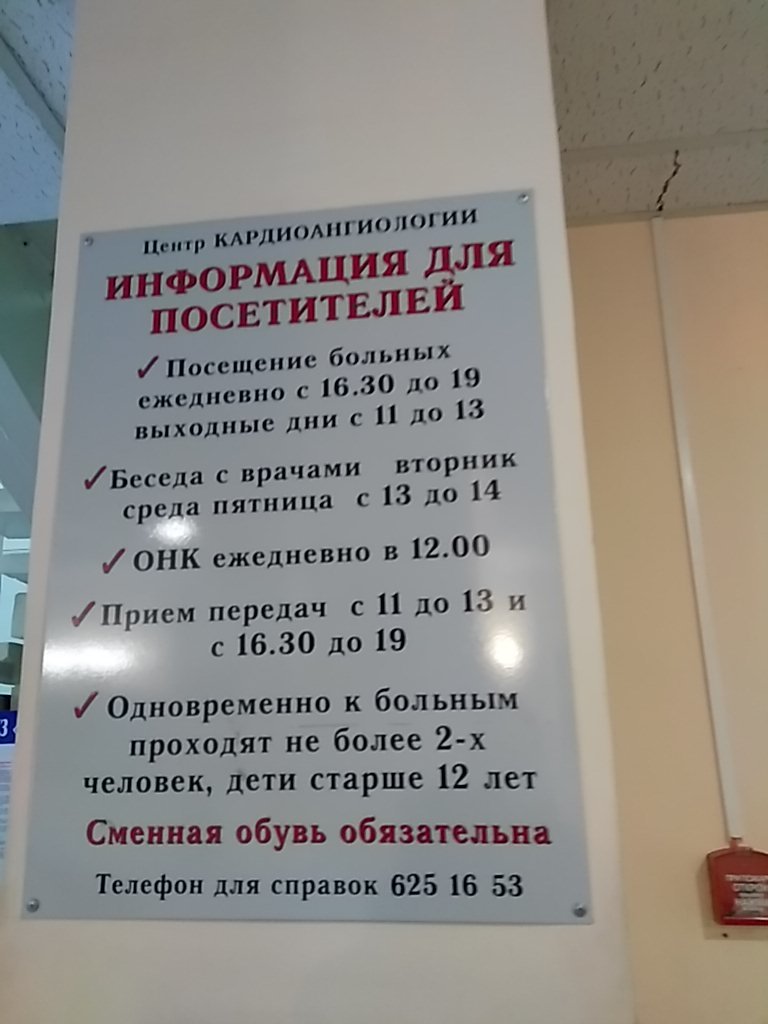 Центр КАРДИОАНГИОЛОГИИ
ИНФОРМАЦИЯ ДЛЯ
ПОСЕТИТЕЛЕЙ
✓Посещение больных
ежедневно с 16.30 до 19
выходные дни с 11 до 13
✓Беседа с врачами вторник
среда пятница с 13 до 14
✓ОНК ежедневно в 12.00
✓Прием передач с 11 до 13 и
с 16.30 до 19
✓Одновременно к больным
проходят не более 2-х
человек, дети старше 12 лет
Сменная обувь обязательна
Телефон для справок 625 16 53